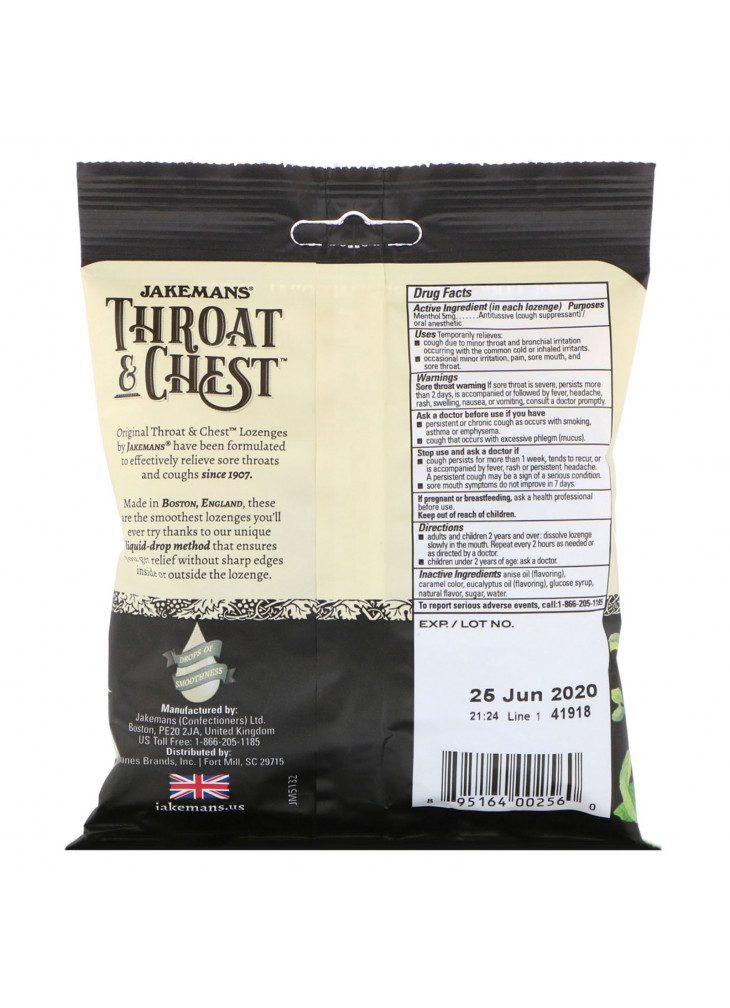 JAKEMANS®
THROAT
& CHEST™
Original Throat & Chest™ Lozenges
by JAKEMANS® have been formulated
to effectively relieve sore throats
and coughs since 1907.
Made in BOSTON, ENGLAND, these
are the smoothest lozenges you'll
ever try thanks to our unique
liquid-drop method that ensures
you get relief without sharp edges
inside or outside the lozenge.
DROPS OF
SMOOTHNESS
Manufactured by:
Jakemans (Confectioners) Ltd.
Boston, PE20 2JA, United Kingdom
US Toll Free: 1-866-205-1185
Distributed by:
Brands, Inc. | Fort Mill, SC 29715
jakemans.us
JM5132
Drug Facts
Active Ingredient (in each lozenge) Purposes
Menthol 5mg.......Antitussive (cough suppressant) /
oral anesthetic
Uses Temporarily relieves:
■ cough due to minor throat and bronchial irritation
occurring with the common cold or inhaled irritants.
■ occasional minor irritation, pain, sore mouth, and
sore throat.
Warnings
Sore throat warning If sore throat is severe, persists more
than 2 days, is accompanied or followed by fever, headache,
rash, swelling, nausea, or vomiting, consult a doctor promptly.
Ask a doctor before use if you have
■ persistent or chronic cough as occurs with smoking,
asthma or emphysema.
■ cough that occurs with excessive phlegm (mucus).
Stop use and ask a doctor if
■ cough persists for more than 1 week, tends to recur, or
is accompanied by fever, rash or persistent headache.
A persistent cough may be a sign of a serious condition.
■ sore mouth symptoms do not improve in 7 days.
If pregnant or breastfeeding, ask a health professional
before use.
Keep out of reach of children.
Directions
■ adults and children 2 years and over: dissolve lozenge
slowly in the mouth. Repeat every 2 hours as needed or
as directed by a doctor.
■ children under 2 years of age: ask a doctor.
Inactive Ingredients anise oil (flavoring),
caramel color, eucalyptus oil (flavoring), glucose syrup,
natural flavor, sugar, water.
To report serious adverse events, call:1-866-205-1185
EXP. / LOT NO.
25 Jun 2020
21:24 Line 1 41918
8 95164 00256 0